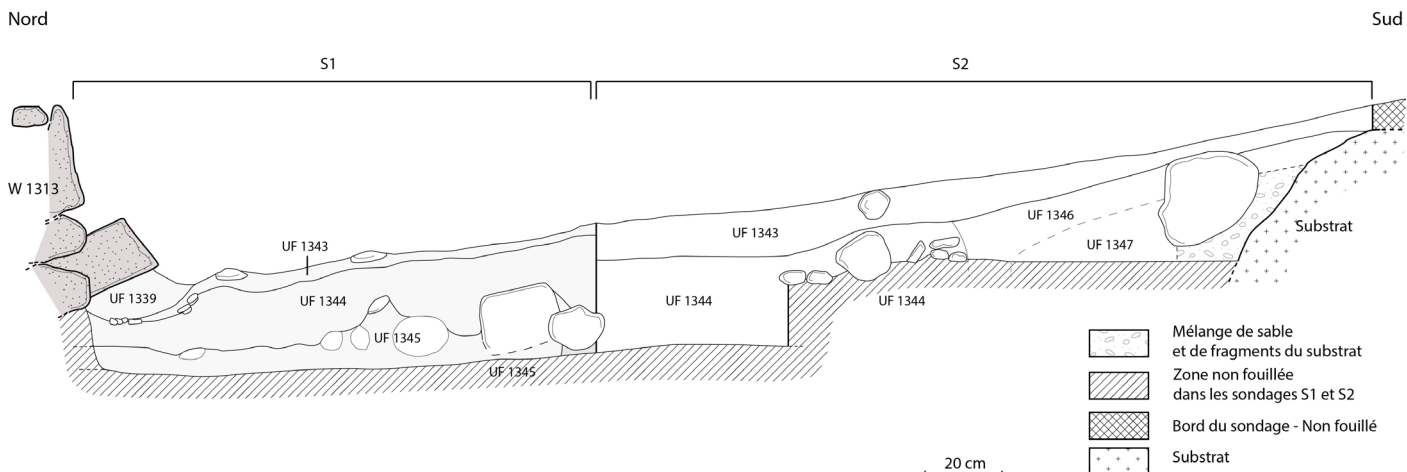 Nord
Sud
S1
S2
W 1313
UF 1343
UF 1339
UF 1344
UF 1345
UF 1345
UF 1343
UF 1344
UF 1344
UF 1346
UF 1347
Substrat
Mélange de sable
et de fragments du substrat
Zone non fouillée
dans les sondages S1 et S2
Bord du sondage - Non fouillé
Substrat
20 cm